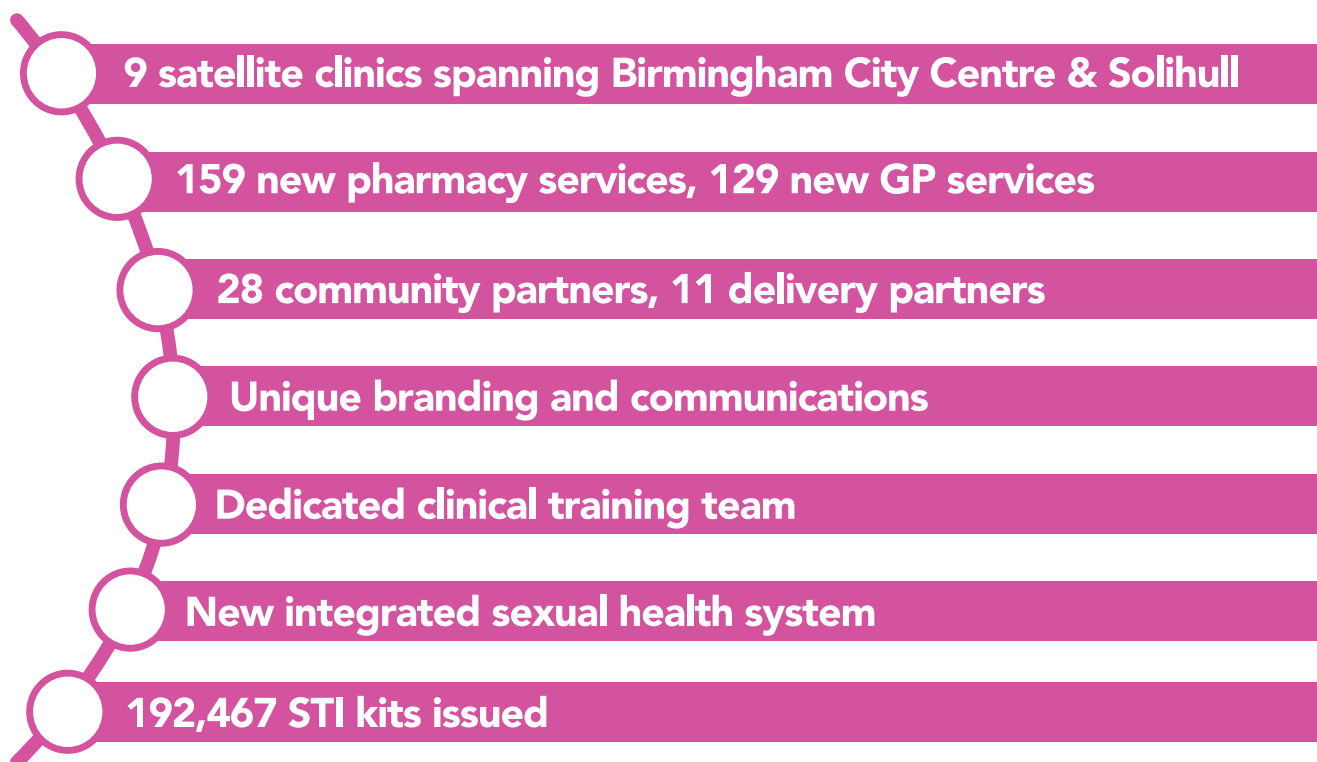 9 satellite clinics spanning Birmingham City Centre & Solihull
159 new pharmacy services, 129 new GP services
28 community partners, 11 delivery partners
Unique branding and communications
Dedicated clinical training team
New integrated sexual health system
192,467 STI kits issued